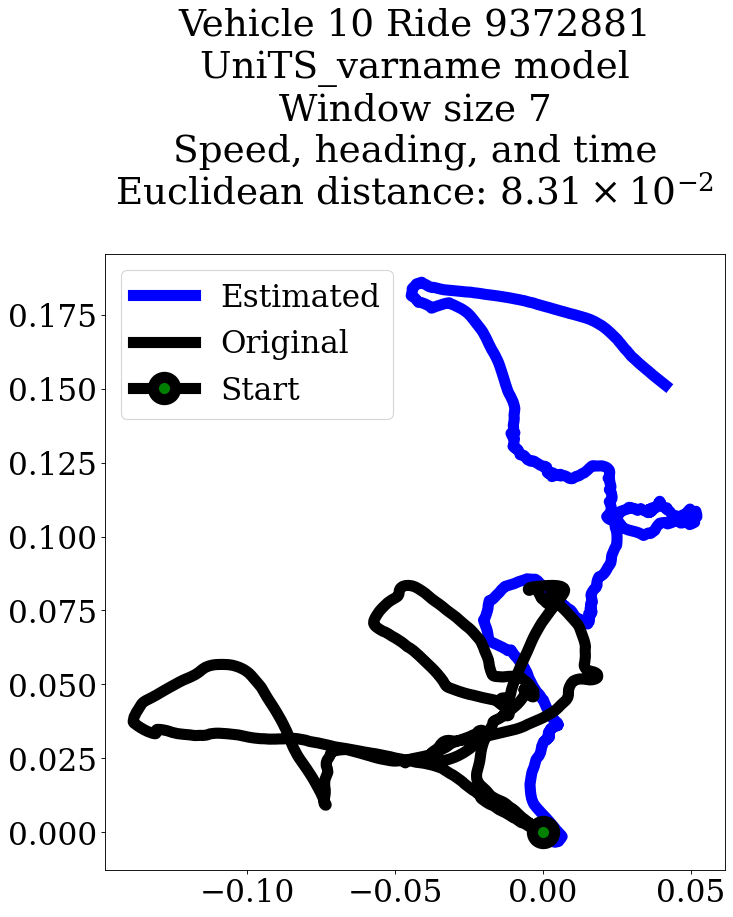 Vehicle 10 Ride 9372881
UniTS_varname model
Window size 7
Speed, heading, and time
Euclidean distance: 8.31 × 10⁻²
Estimated
Original
Start
0.175
0.150
0.125
0.100
0.075
0.050
0.025
0.000
−0.10 −0.05 0.00 0.05